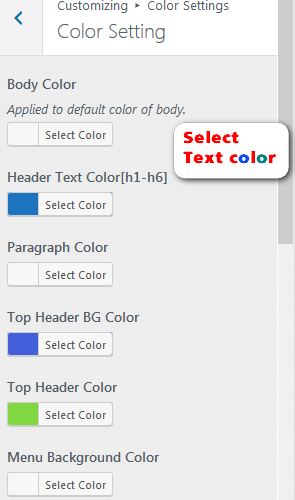 Customizing ▸ Color Settings
Color Setting
Body Color
Applied to default color of body.
Select Color
Select
Text color
Header Text Color[h1-h6]
Select Color
Paragraph Color
Select Color
Top Header BG Color
Select Color
Top Header Color
Select Color
Menu Background Color
Select Color